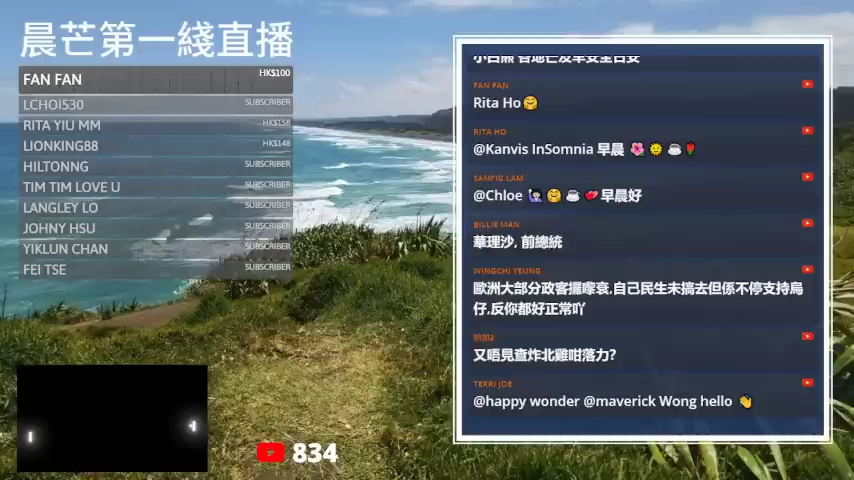 晨芒第一綫直播
FAN FAN HK$100
LCHOI530 SUBSCRIBER
RITA YIU MM HK$158
LIONKING88 HK$148
HILTONNG SUBSCRIBER
TIM TIM LOVE U SUBSCRIBER
LANGLEY LO SUBSCRIBER
JOHNY HSU SUBSCRIBER
YIKLUN CHAN SUBSCRIBER
FEI TSE SUBSCRIBER
834
FAN FAN
Rita Ho🤗
RITA HO
@Kanvis InSomnia 早晨 🌺 🌞 ☕🌹
SANFIG LAM
@Chloe 🙋🏻‍♀️ 🤗 ☕ 💕早晨好
BILLIE MAN
華理沙, 前總統
WINGCHI YEUNG
歐洲大部分政客攞嚟衰,自己民生未搞去但係不停支持烏
仔,反你都好正常吖
又唔見查炸北雞咁落力?
TERRI JOE
@happy wonder @maverick Wong hello 👋